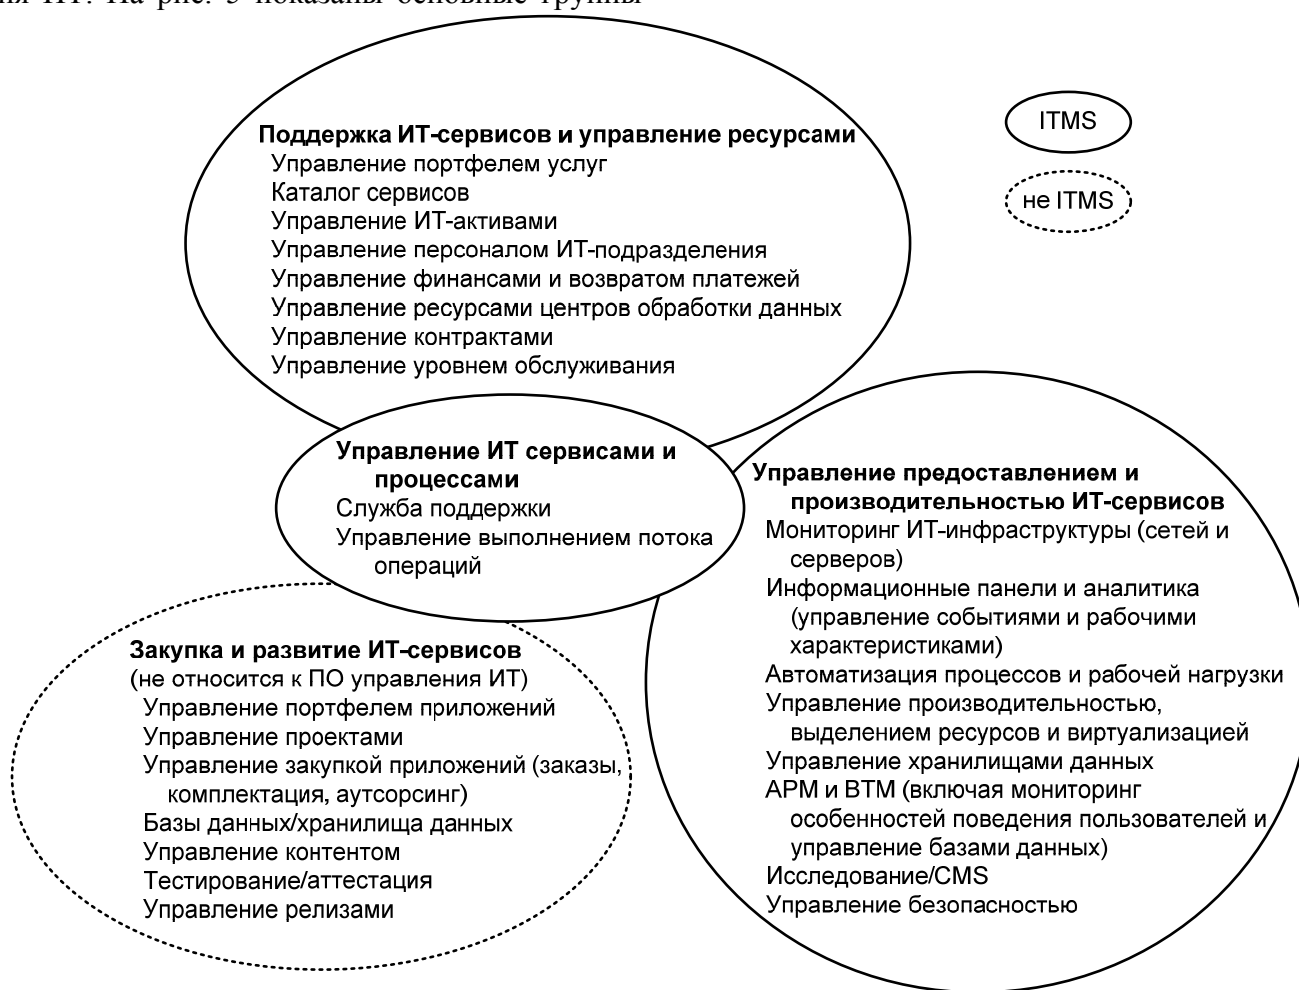 ия ИТ. На рис. 3 показаны основные группы
ITMS
не ITMS
Поддержка ИТ-сервисов и управление ресурсами
Управление портфелем услуг
Каталог сервисов
Управление ИТ-активами
Управление персоналом ИТ-подразделения
Управление финансами и возвратом платежей
Управление ресурсами центров обработки данных
Управление контрактами
Управление уровнем обслуживания
Управление ИТ сервисами и
процессами
Служба поддержки
Управление выполнением потока
операций
Управление предоставлением и
производительностью ИТ-сервисов
Мониторинг ИТ-инфраструктуры (сетей и
серверов)
Информационные панели и аналитика
(управление событиями и рабочими
характеристиками)
Автоматизация процессов и рабочей нагрузки
Управление производительностью,
выделением ресурсов и виртуализацией
Управление хранилищами данных
APM и BTM (включая мониторинг
особенностей поведения пользователей и
управление базами данных)
Исследование/CMS
Управление безопасностью
Закупка и развитие ИТ-сервисов
(не относится к ПО управления ИТ)
Управление портфелем приложений
Управление проектами
Управление закупкой приложений (заказы,
комплектация, аутсорсинг)
Базы данных/хранилища данных
Управление контентом
Тестирование/аттестация
Управление релизами